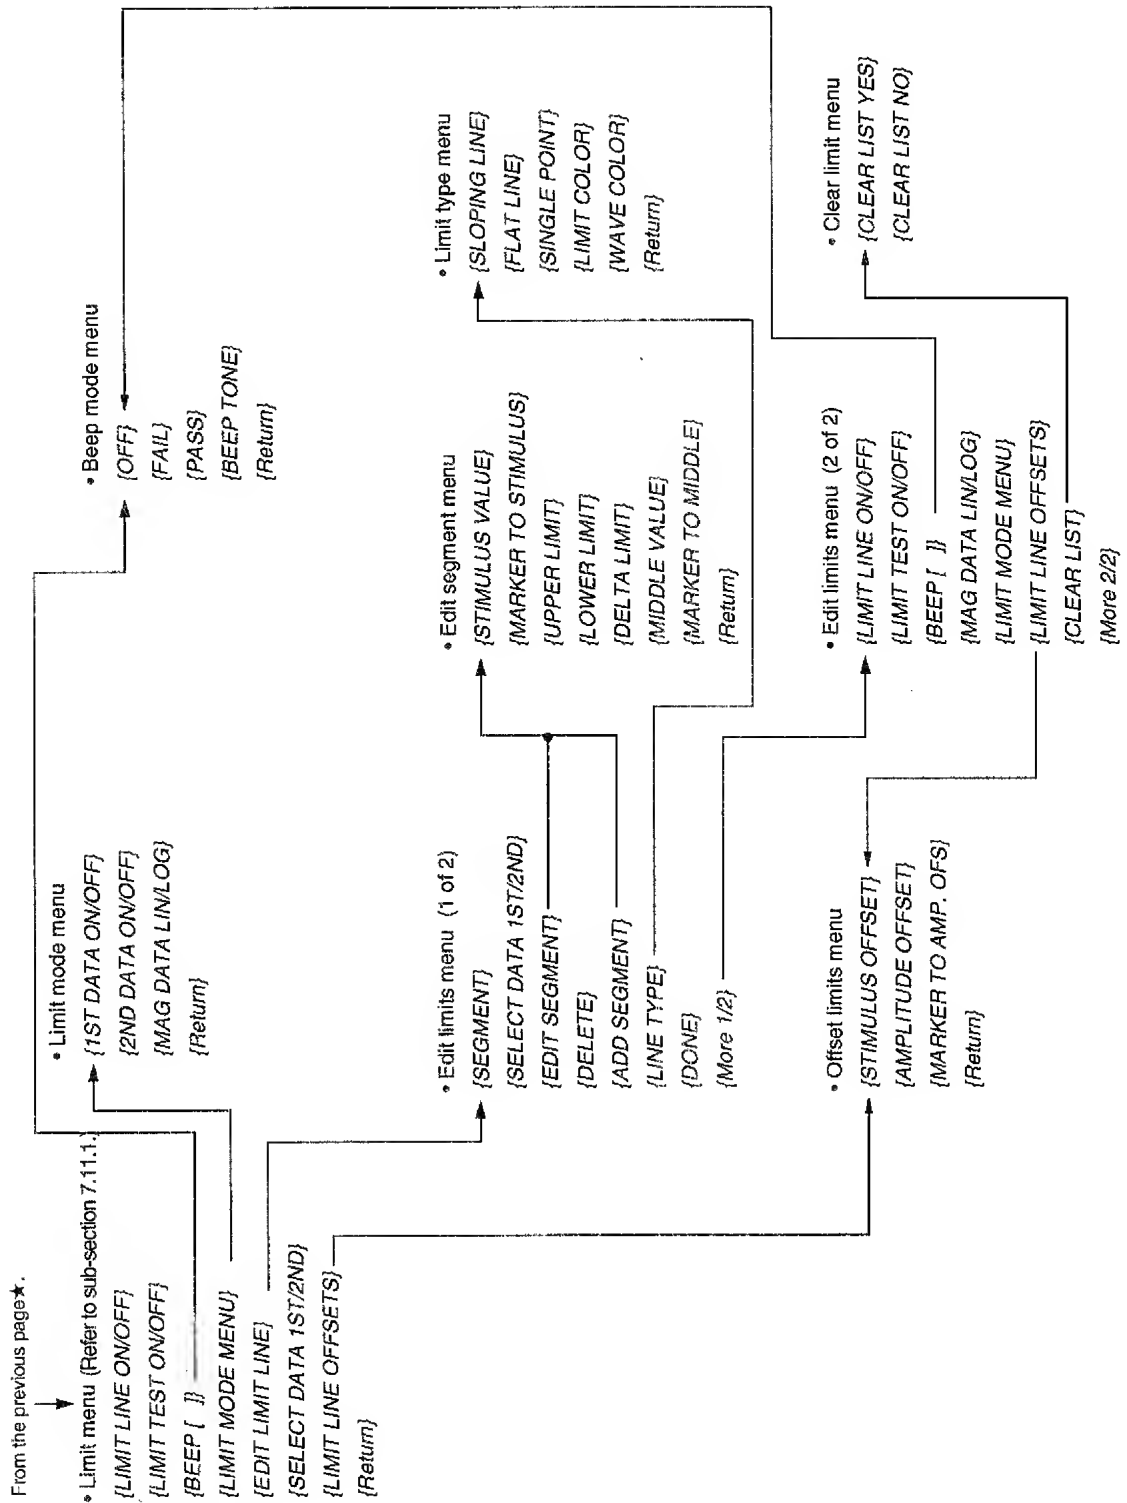 From the previous page★.
• Limit menu (Refer to sub-section 7.11.1.)
{LIMIT LINE ON/OFF}
{LIMIT TEST ON/OFF}
{BEEP [ ]}
{LIMIT MODE MENU}
{EDIT LIMIT LINE}
{SELECT DATA 1ST/2ND}
{LIMIT LINE OFFSETS}
{Return}
• Limit mode menu
{1ST DATA ON/OFF}
{2ND DATA ON/OFF}
{MAG DATA LIN/LOG}
{Return}
• Beep mode menu
{OFF}
{FAIL}
{PASS}
{BEEP TONE}
{Return}
• Edit limits menu (1 of 2)
{SEGMENT}
{SELECT DATA 1ST/2ND}
{EDIT SEGMENT}
{DELETE}
{ADD SEGMENT}
{LINE TYPE}
{DONE}
{More 1/2}
• Edit segment menu
{STIMULUS VALUE}
{MARKER TO STIMULUS}
{UPPER LIMIT}
{LOWER LIMIT}
{DELTA LIMIT}
{MIDDLE VALUE}
{MARKER TO MIDDLE}
{Return}
• Limit type menu
{SLOPING LINE}
{FLAT LINE}
{SINGLE POINT}
{LIMIT COLOR}
{WAVE COLOR}
{Return}
• Offset limits menu
{STIMULUS OFFSET}
{AMPLITUDE OFFSET}
{MARKER TO AMP. OFS}
{Return}
• Edit limits menu (2 of 2)
{LIMIT LINE ON/OFF}
{LIMIT TEST ON/OFF}
{BEEP [ ]}
{MAG DATA LIN/LOG}
{LIMIT MODE MENU}
{LIMIT LINE OFFSETS}
{CLEAR LIST}
{More 2/2}
• Clear limit menu
{CLEAR LIST YES}
{CLEAR LIST NO}